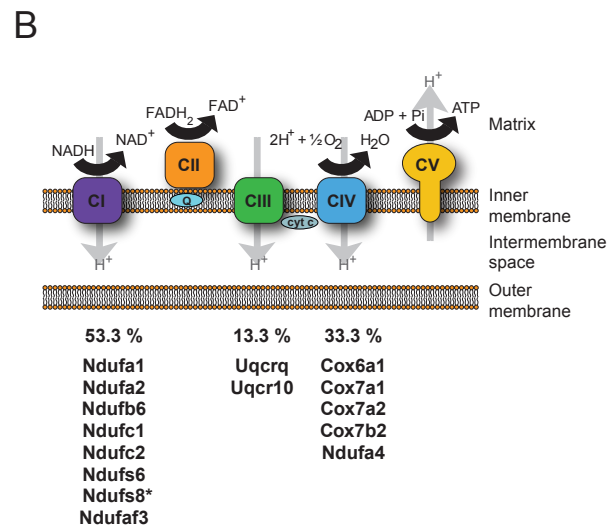 B
H⁺
FADH₂
FAD⁺
ADP + Pi
ATP
Matrix
NADH
NAD⁺
2H⁺ + ½O₂
H₂O
CI
CII
Q
CIII
cyt c
CIV
CV
Inner
membrane
Intermembrane
space
H⁺
H⁺
H⁺
Outer
membrane
53.3 %
Ndufa1
Ndufa2
Ndufb6
Ndufc1
Ndufc2
Ndufs6
Ndufs8*
Ndufaf3
13.3 %
Uqcrq
Uqcr10
33.3 %
Cox6a1
Cox7a1
Cox7a2
Cox7b2
Ndufa4